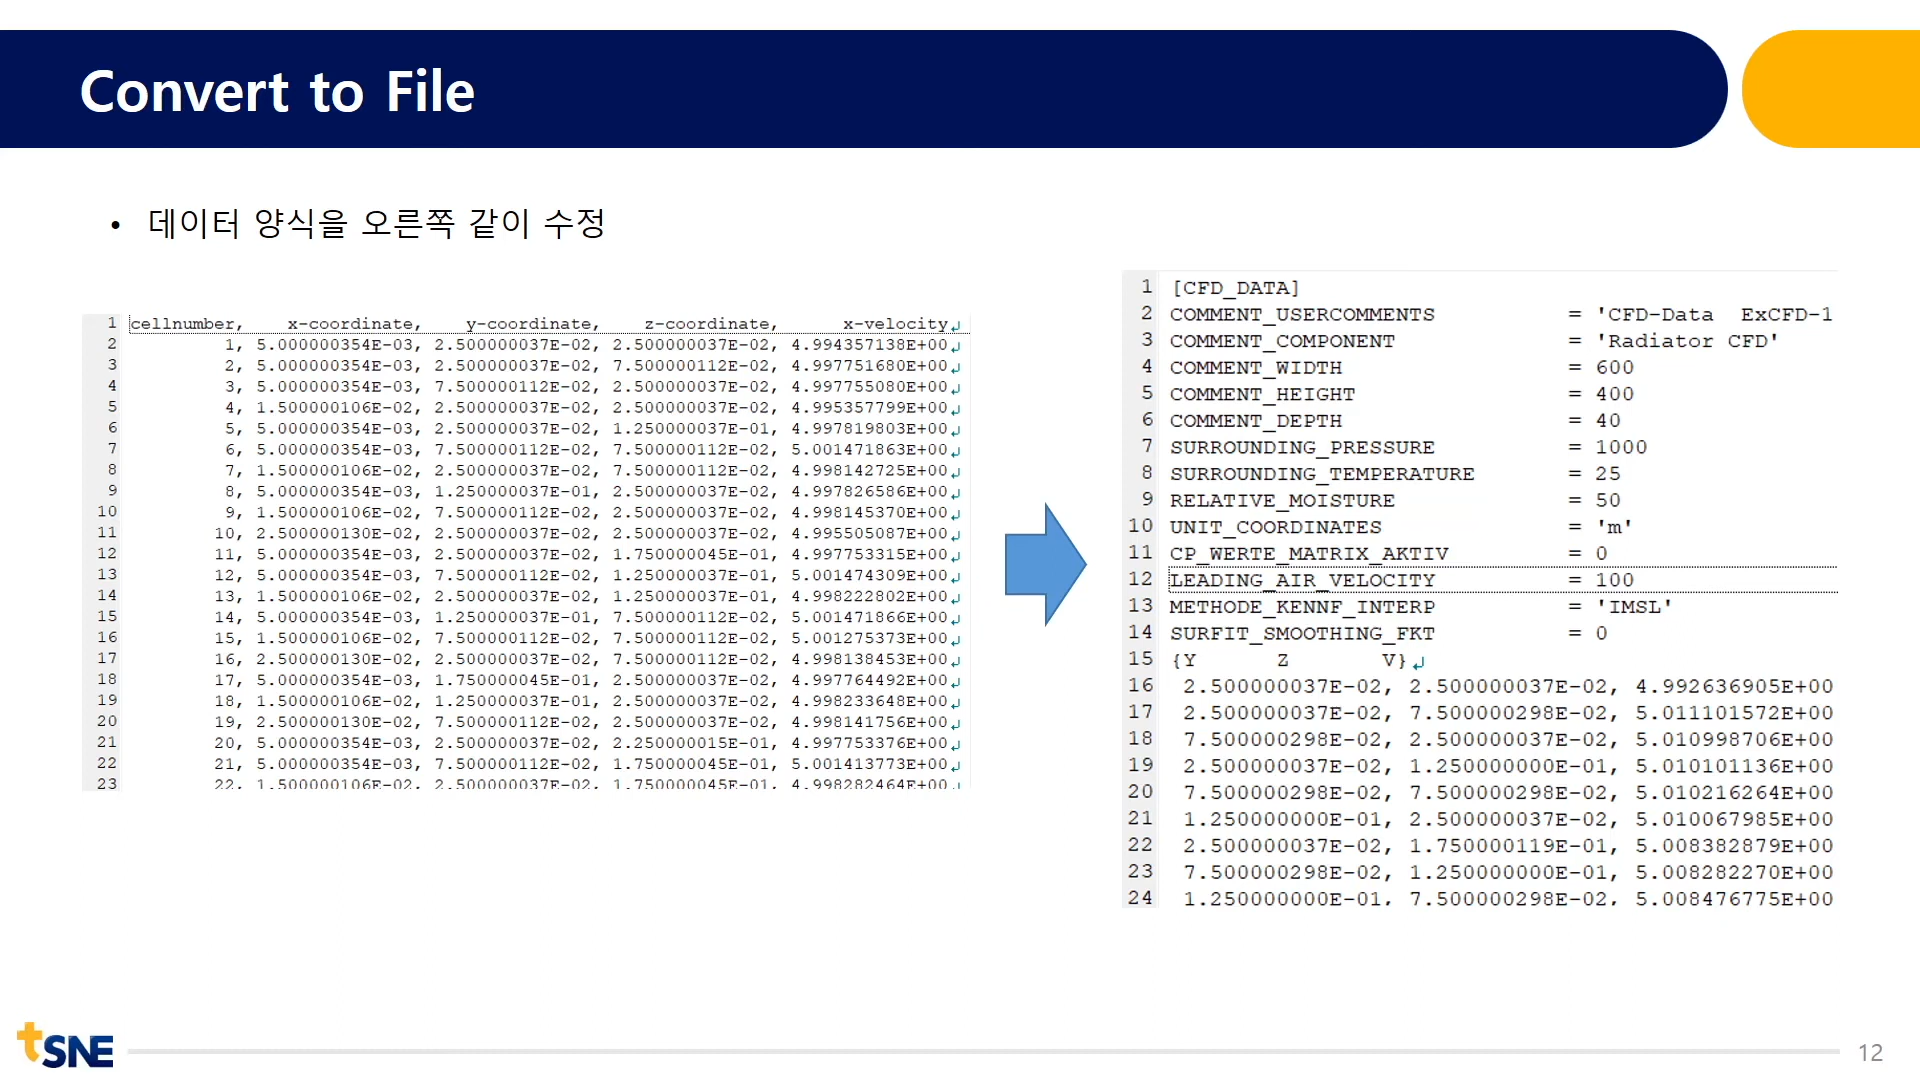 Convert to File
• 데이터 양식을 오른쪽 같이 수정
1 cellnumber, x-coordinate, y-coordinate, z-coordinate, x-velocity
2 1, 5.000000354E-03, 2.500000037E-02, 2.500000037E-02, 4.994357138E+00
3 2, 5.000000354E-03, 2.500000037E-02, 7.500000112E-02, 4.997751680E+00
4 3, 5.000000354E-03, 7.500000112E-02, 2.500000037E-02, 4.997755080E+00
5 4, 1.500000106E-02, 2.500000037E-02, 2.500000037E-02, 4.995357799E+00
6 5, 5.000000354E-03, 2.500000037E-02, 1.250000037E-01, 4.997819803E+00
7 6, 5.000000354E-03, 7.500000112E-02, 7.500000112E-02, 5.001471863E+00
8 7, 1.500000106E-02, 2.500000037E-02, 7.500000112E-02, 4.998142725E+00
9 8, 5.000000354E-03, 1.250000037E-01, 2.500000037E-02, 4.997826586E+00
10 9, 1.500000106E-02, 7.500000112E-02, 2.500000037E-02, 4.998145370E+00
11 10, 2.500000130E-02, 2.500000037E-02, 2.500000037E-02, 4.995505087E+00
12 11, 5.000000354E-03, 2.500000037E-02, 1.750000045E-01, 4.997753315E+00
13 12, 5.000000354E-03, 7.500000112E-02, 1.250000037E-01, 5.001474309E+00
14 13, 1.500000106E-02, 2.500000037E-02, 1.250000037E-01, 4.998222802E+00
15 14, 5.000000354E-03, 1.250000037E-01, 7.500000112E-02, 5.001471866E+00
16 15, 1.500000106E-02, 7.500000112E-02, 7.500000112E-02, 5.001275373E+00
17 16, 2.500000130E-02, 2.500000037E-02, 7.500000112E-02, 4.998138453E+00
18 17, 5.000000354E-03, 1.750000045E-01, 2.500000037E-02, 4.997764492E+00
19 18, 1.500000106E-02, 1.250000037E-01, 2.500000037E-02, 4.998233648E+00
20 19, 2.500000130E-02, 7.500000112E-02, 2.500000037E-02, 4.998141756E+00
21 20, 5.000000354E-03, 2.500000037E-02, 2.250000015E-01, 4.997753376E+00
22 21, 5.000000354E-03, 7.500000112E-02, 1.750000045E-01, 5.001413773E+00
23 22, 1.500000106E-02, 2.500000037E-02, 1.750000045E-01, 4.998282464E+00
1 [CFD_DATA]
2 COMMENT_USERCOMMENTS = 'CFD-Data ExCFD-1
3 COMMENT_COMPONENT = 'Radiator CFD'
4 COMMENT_WIDTH = 600
5 COMMENT_HEIGHT = 400
6 COMMENT_DEPTH = 40
7 SURROUNDING_PRESSURE = 1000
8 SURROUNDING_TEMPERATURE = 25
9 RELATIVE_MOISTURE = 50
10 UNIT_COORDINATES = 'm'
11 CP_WERTE_MATRIX_AKTIV = 0
12 LEADING_AIR_VELOCITY = 100
13 METHODE_KENNF_INTERP = 'IMSL'
14 SURFIT_SMOOTHING_FKT = 0
15 {Y Z V}
16 2.500000037E-02, 2.500000037E-02, 4.992636905E+00
17 2.500000037E-02, 7.500000298E-02, 5.011101572E+00
18 7.500000298E-02, 2.500000037E-02, 5.010998706E+00
19 2.500000037E-02, 1.250000000E-01, 5.010101136E+00
20 7.500000298E-02, 7.500000298E-02, 5.010216264E+00
21 1.250000000E-01, 2.500000037E-02, 5.010067985E+00
22 2.500000037E-02, 1.750000119E-01, 5.008382879E+00
23 7.500000298E-02, 1.250000000E-01, 5.008282270E+00
24 1.250000000E-01, 7.500000298E-02, 5.008476775E+00
tSNE
12